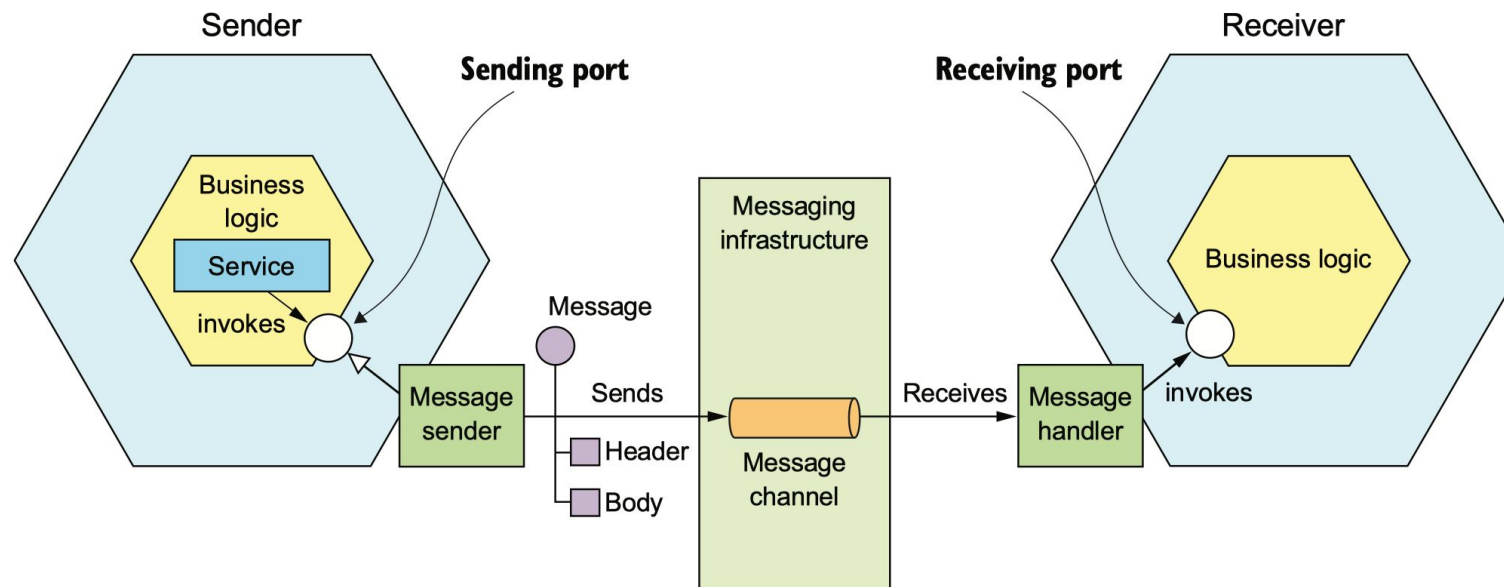 Sender
Receiver
Sending port
Receiving port
Business
logic
Service
invokes
Message
Messaging
infrastructure
Business logic
Message
sender
Sends
Header
Body
Message
channel
Receives
Message
handler
invokes